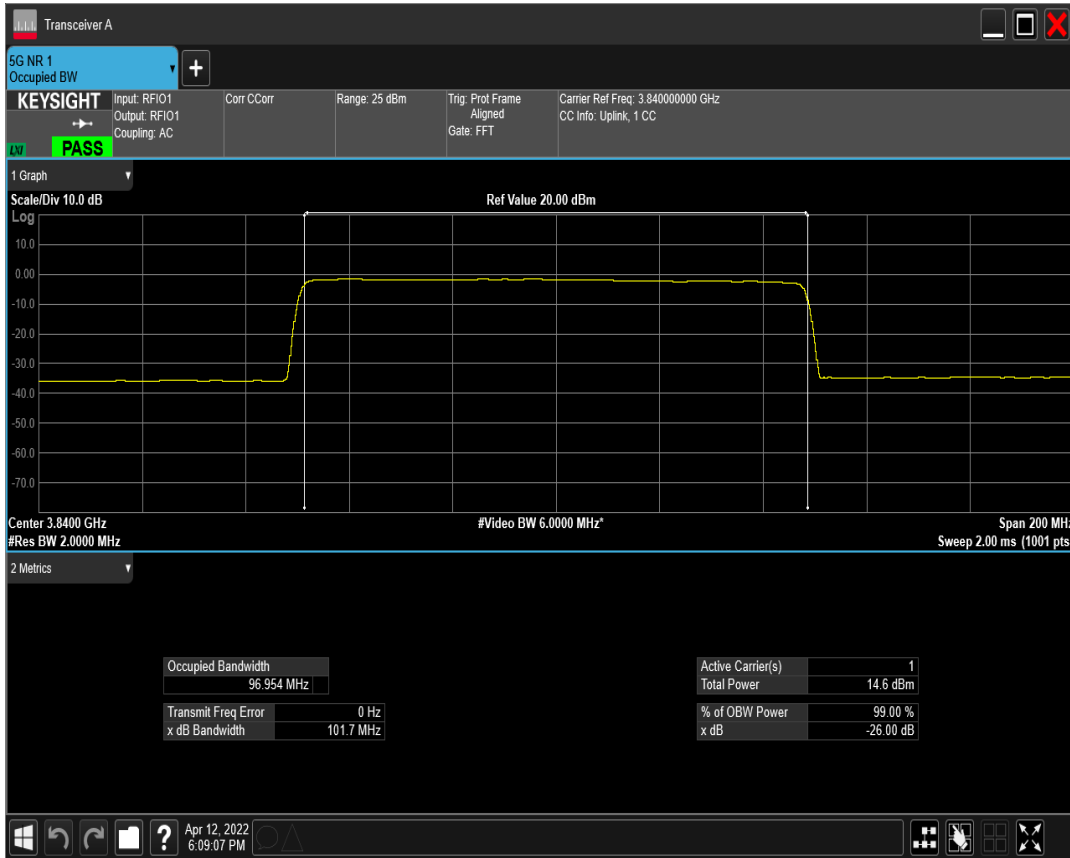 Transceiver A
5G NR 1
Occupied BW
KEYSIGHT
LXI
PASS
Input: RFIO1
Output: RFIO1
Coupling: AC
Corr CCorr
Range: 25 dBm
Trig: Prot Frame
Aligned
Gate: FFT
Carrier Ref Freq: 3.840000000 GHz
CC Info: Uplink, 1 CC
1 Graph
Scale/Div 10.0 dB
Ref Value 20.00 dBm
Log
10.0
0.00
-10.0
-20.0
-30.0
-40.0
-50.0
-60.0
-70.0
Center 3.8400 GHz
#Video BW 6.0000 MHz*
Span 200 MHz
#Res BW 2.0000 MHz
Sweep 2.00 ms (1001 pts
2 Metrics
Occupied Bandwidth
96.954 MHz
Transmit Freq Error 0 Hz
x dB Bandwidth 101.7 MHz
Active Carrier(s) 1
Total Power 14.6 dBm
% of OBW Power 99.00 %
x dB -26.00 dB
?
Apr 12, 2022
6:09:07 PM